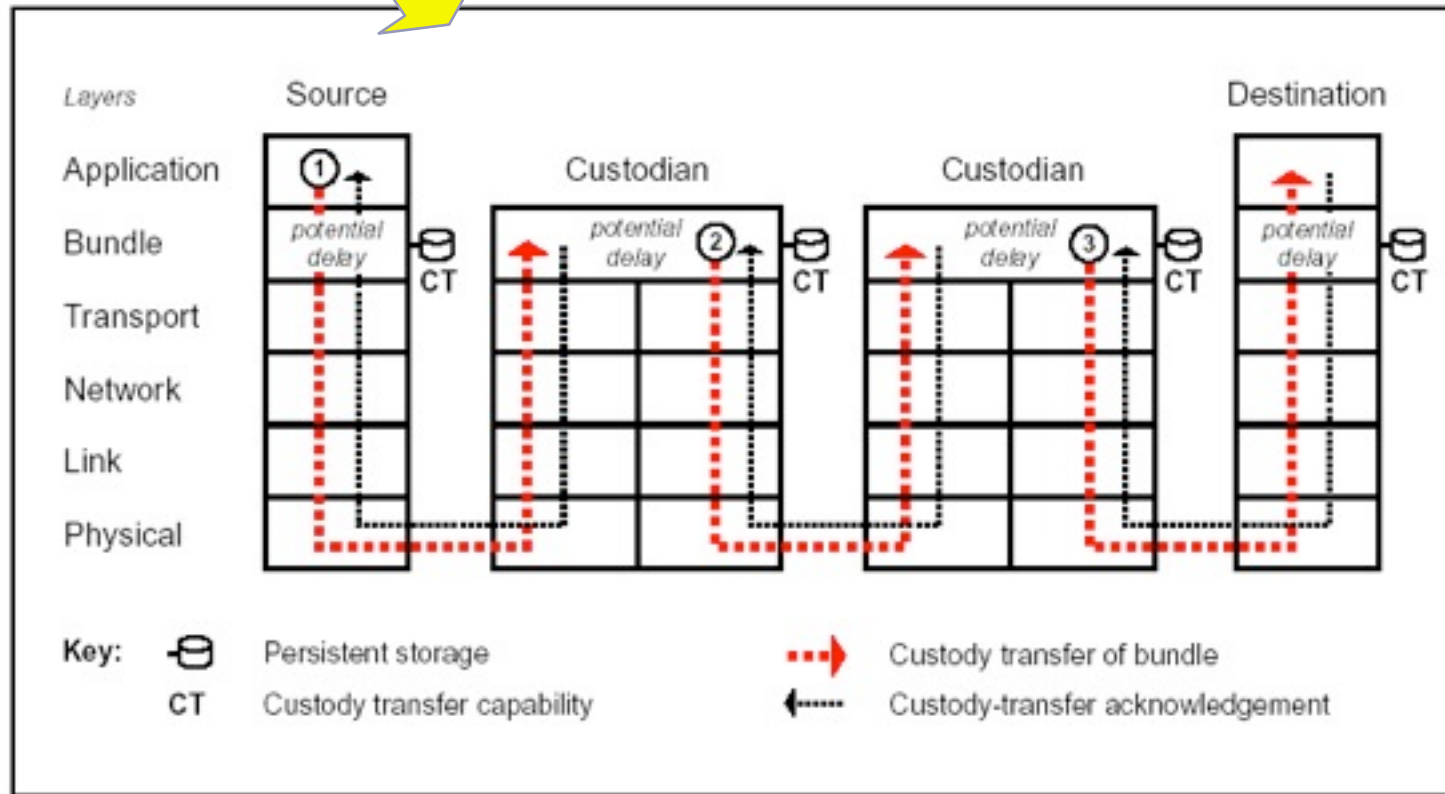 Layers Source Destination
Application 1 Custodian Custodian
Bundle potential delay CT potential delay 2 CT potential delay 3 CT potential delay CT
Transport
Network
Link
Physical
Key: Persistent storage Custody transfer of bundle
CT Custody transfer capability Custody-transfer acknowledgement